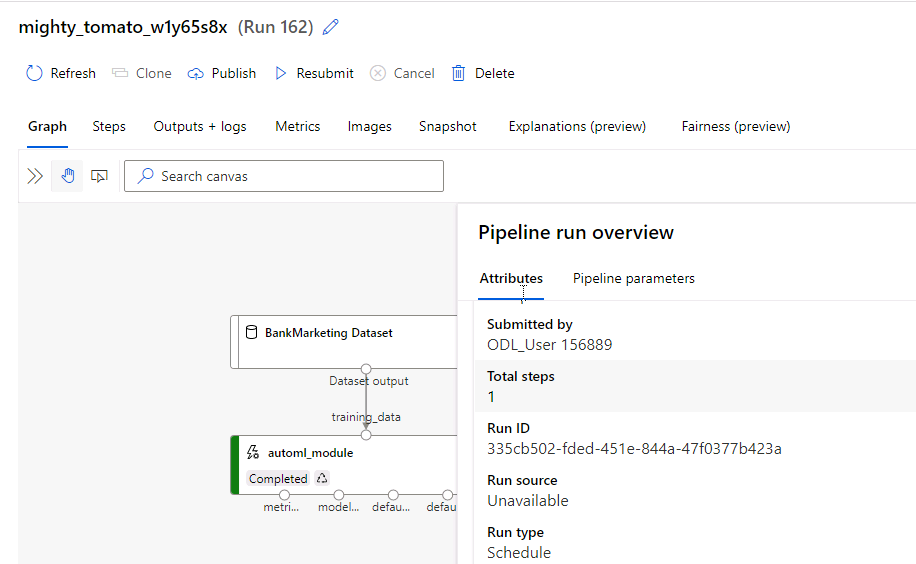 mighty_tomato_w1y65s8x (Run 162)
Refresh Clone Publish Resubmit Cancel Delete
Graph Steps Outputs + logs Metrics Images Snapshot Explanations (preview) Fairness (preview)
Search canvas
BankMarketing Dataset
Dataset output
training_data
automl_module
Completed
metri... model... defau... defau
Pipeline run overview
Attributes Pipeline parameters
Submitted by
ODL_User 156889
Total steps
1
Run ID
335cb502-fded-451e-844a-47f0377b423a
Run source
Unavailable
Run type
Schedule